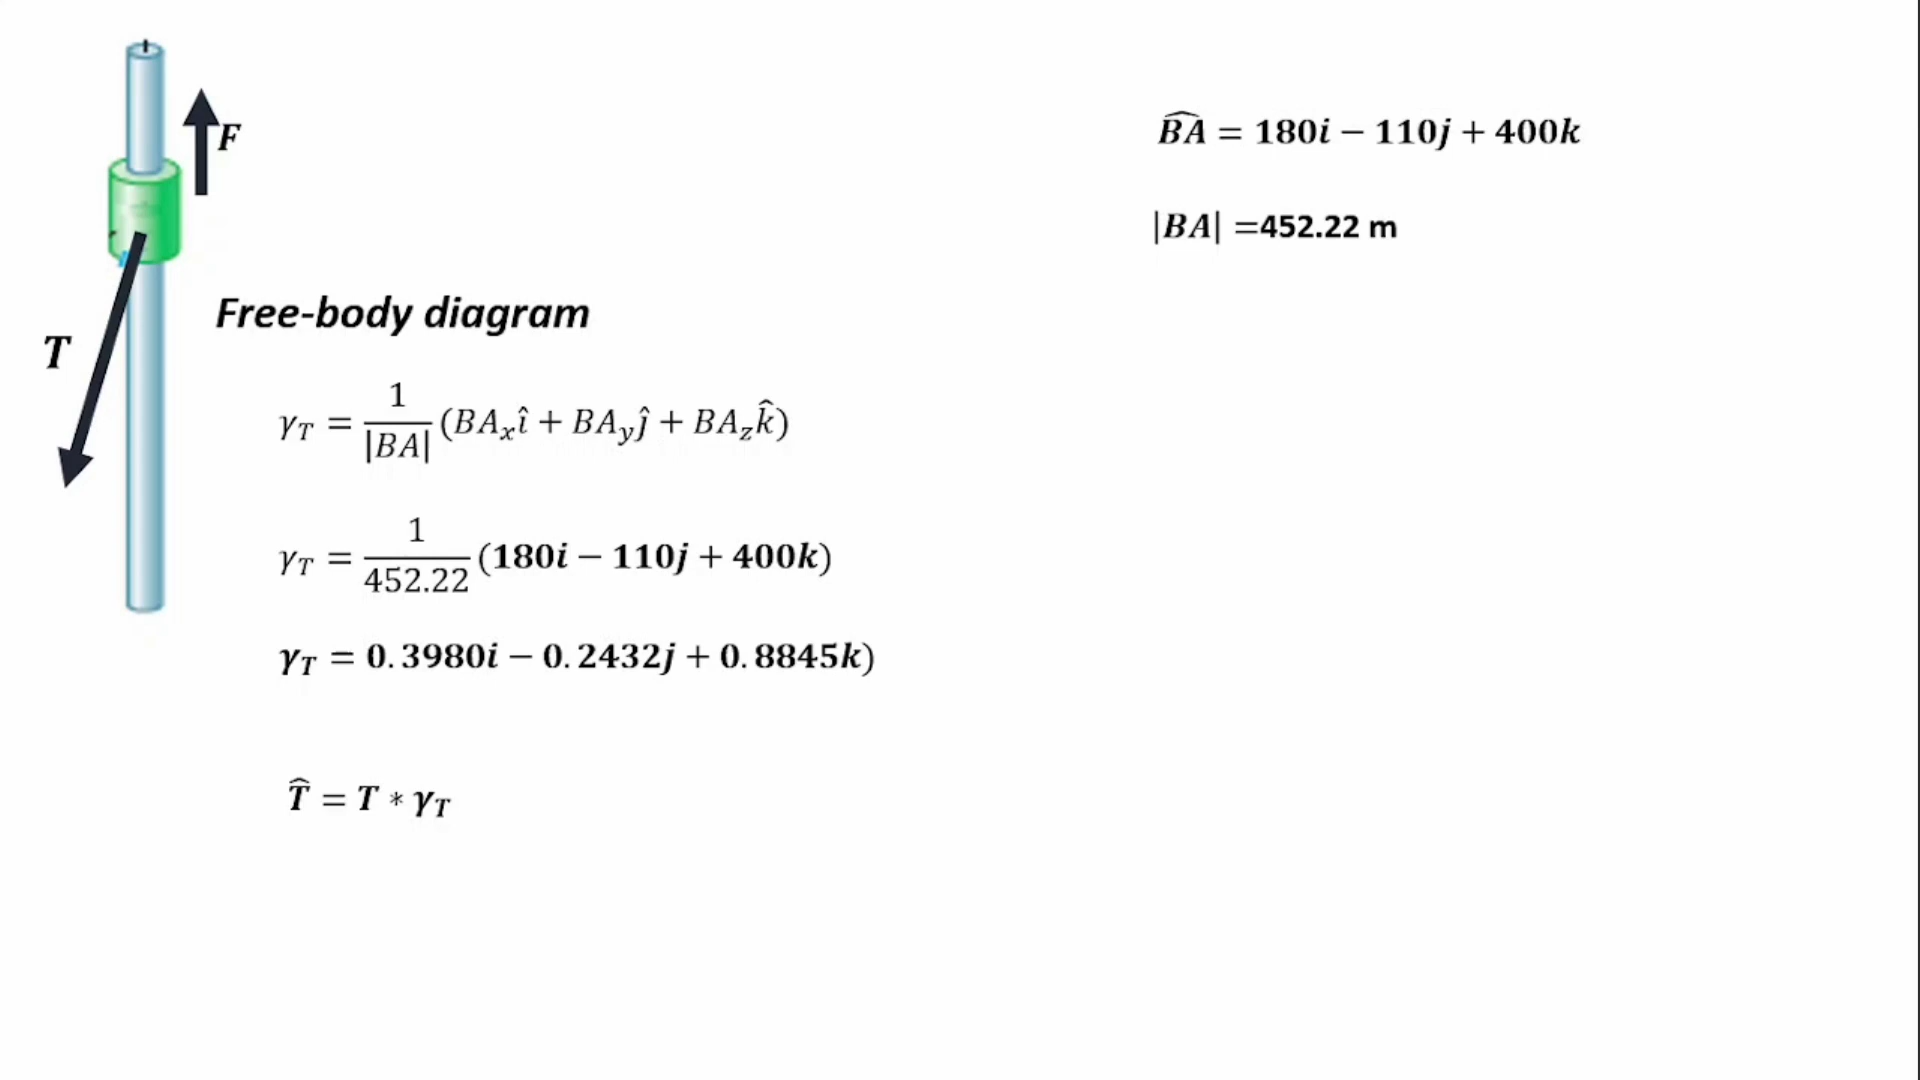 F
T
Free-body diagram
γ_T = 1/|BA| (BA_x î + BA_y ĵ + BA_z k̂)
γ_T = 1/452.22 (180i − 110j + 400k)
γ_T = 0.3980i − 0.2432j + 0.8845k)
T̂ = T * γ_T
B͡A = 180i − 110j + 400k
|BA| =452.22 m